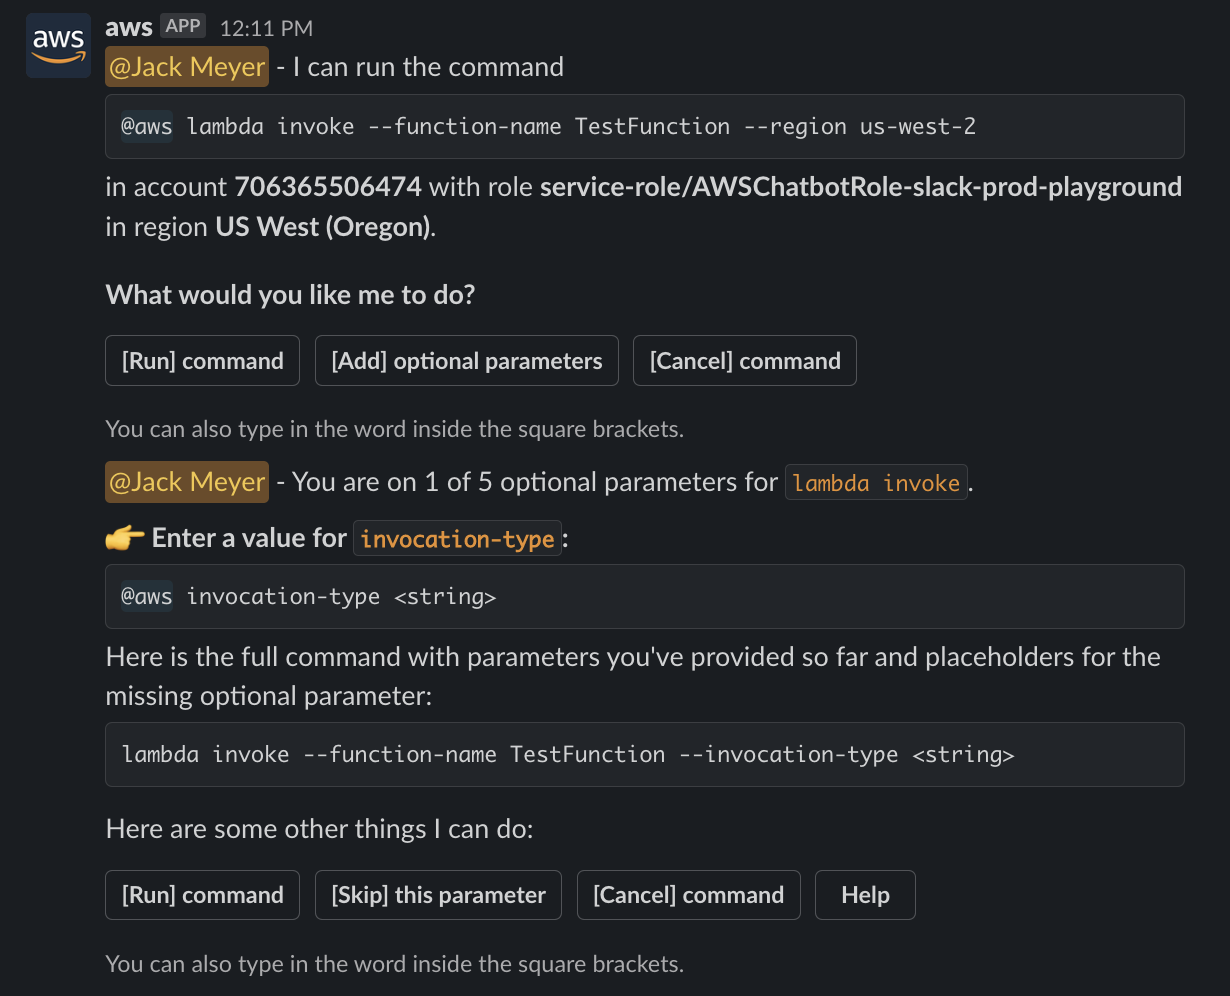 aws
aws APP 12:11 PM
@Jack Meyer - I can run the command
@aws lambda invoke --function-name TestFunction --region us-west-2
in account 706365506474 with role service-role/AWSChatbotRole-slack-prod-playground
in region US West (Oregon).
What would you like me to do?
[Run] command [Add] optional parameters [Cancel] command
You can also type in the word inside the square brackets.
@Jack Meyer - You are on 1 of 5 optional parameters for lambda invoke.
Enter a value for invocation-type:
@aws invocation-type <string>
Here is the full command with parameters you've provided so far and placeholders for the
missing optional parameter:
lambda invoke --function-name TestFunction --invocation-type <string>
Here are some other things I can do:
[Run] command [Skip] this parameter [Cancel] command Help
You can also type in the word inside the square brackets.